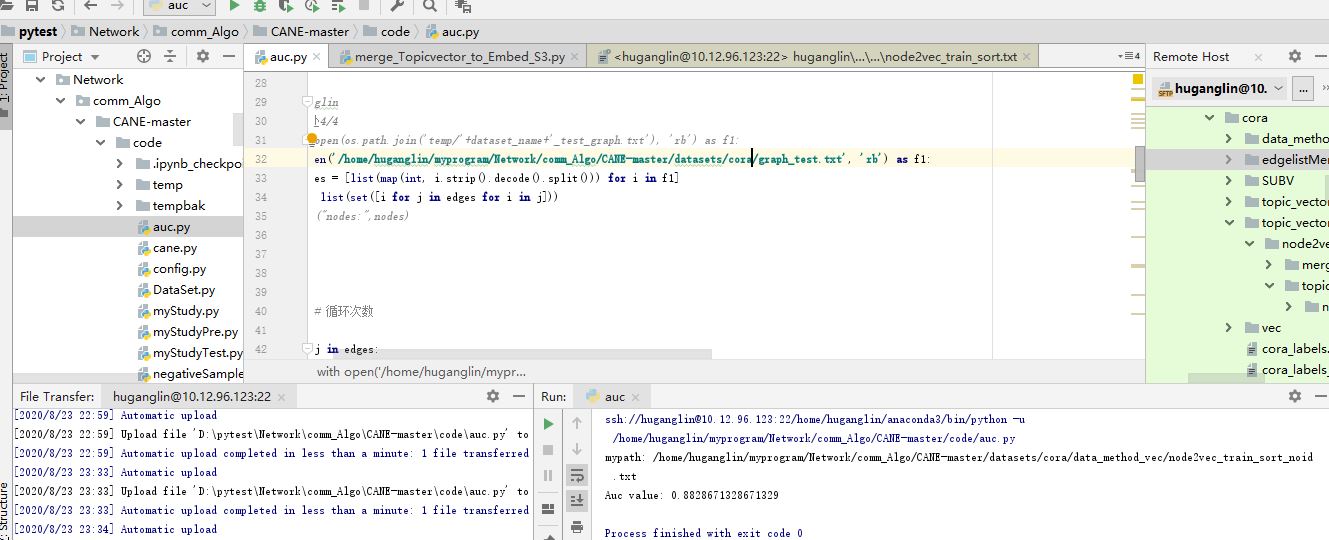 auc
pytest Network comm_Algo CANE-master code auc.py
1: Project
Project
auc.py merge_Topicvector_to_Embed_S3.py <huganglin@10.12.96.123:22> huganglin\...\...\node2vec_train_sort.txt
4
Remote Host
Network
comm_Algo
CANE-master
code
.ipynb_checkpo
temp
tempbak
auc.py
cane.py
config.py
DataSet.py
myStudy.py
myStudyPre.py
myStudyTest.py
negativeSample
28
29 glin
30 4/4
31 open(os.path.join('temp/'+dataset_name+'_test_graph.txt'), 'rb') as f1:
32 en('/home/huganglin/myprogram/Network/comm_Algo/CANE-master/datasets/cora/graph_test.txt', 'rb') as f1:
33 es = [list(map(int, i.strip().decode().split())) for i in f1]
34 list(set([i for j in edges for i in j]))
35 ("nodes:",nodes)
36
37
38
39
40 # 循环次数
41
42 j in edges:
with open('/home/huganglin/mypr...
huganglin@10. ...
SFTP
cora
data_metho
edgelistMer
SUBV
topic_vector
topic_vector
node2ve
merg
topic
n
vec
cora_labels.
cora_labels_
File Transfer: huganglin@10.12.96.123:22
[2020/8/23 22:59] Automatic upload
[2020/8/23 22:59] Upload file 'D:\pytest\Network\comm_Algo\CANE-master\code\auc.py' to
[2020/8/23 22:59] Automatic upload completed in less than a minute: 1 file transferred
[2020/8/23 23:33] Automatic upload
[2020/8/23 23:33] Upload file 'D:\pytest\Network\comm_Algo\CANE-master\code\auc.py' to
[2020/8/23 23:33] Automatic upload completed in less than a minute: 1 file transferred
[2020/8/23 23:34] Automatic upload
Structure
Run: auc
ssh://huganglin@10.12.96.123:22/home/huganglin/anaconda3/bin/python -u
/home/huganglin/myprogram/Network/comm_Algo/CANE-master/code/auc.py
mypath: /home/huganglin/myprogram/Network/comm_Algo/CANE-master/datasets/cora/data_method_vec/node2vec_train_sort_noid
.txt
Auc value: 0.8828671328671329
Process finished with exit code 0